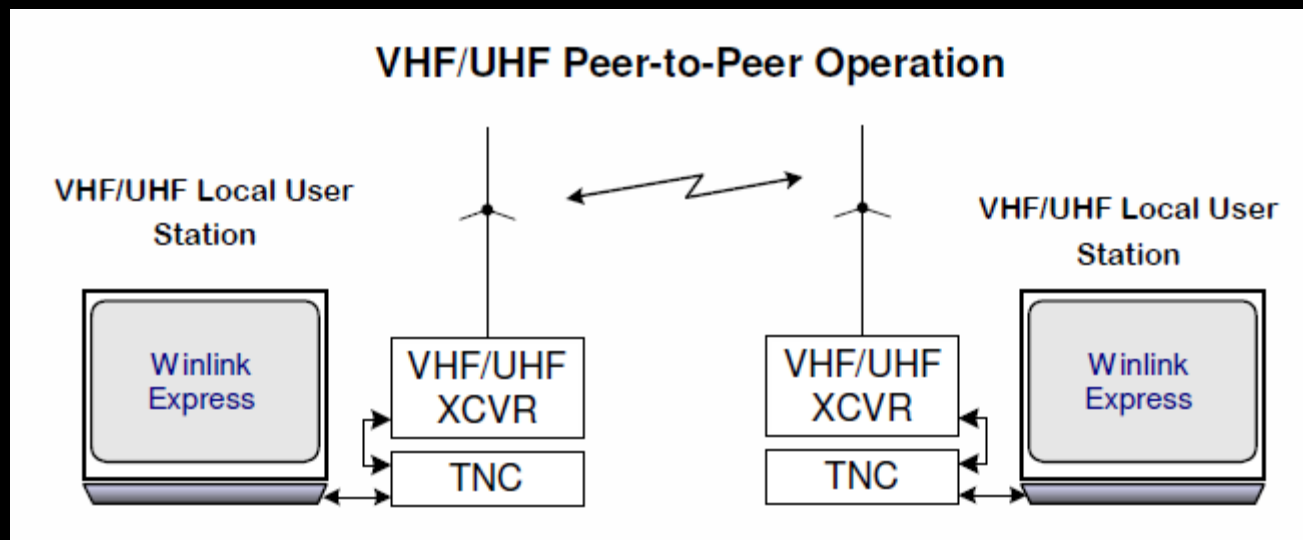 VHF/UHF Peer-to-Peer Operation
VHF/UHF Local User
Station
Winlink
Express
VHF/UHF
XCVR
TNC
VHF/UHF Local User
Station
VHF/UHF
XCVR
TNC
Winlink
Express